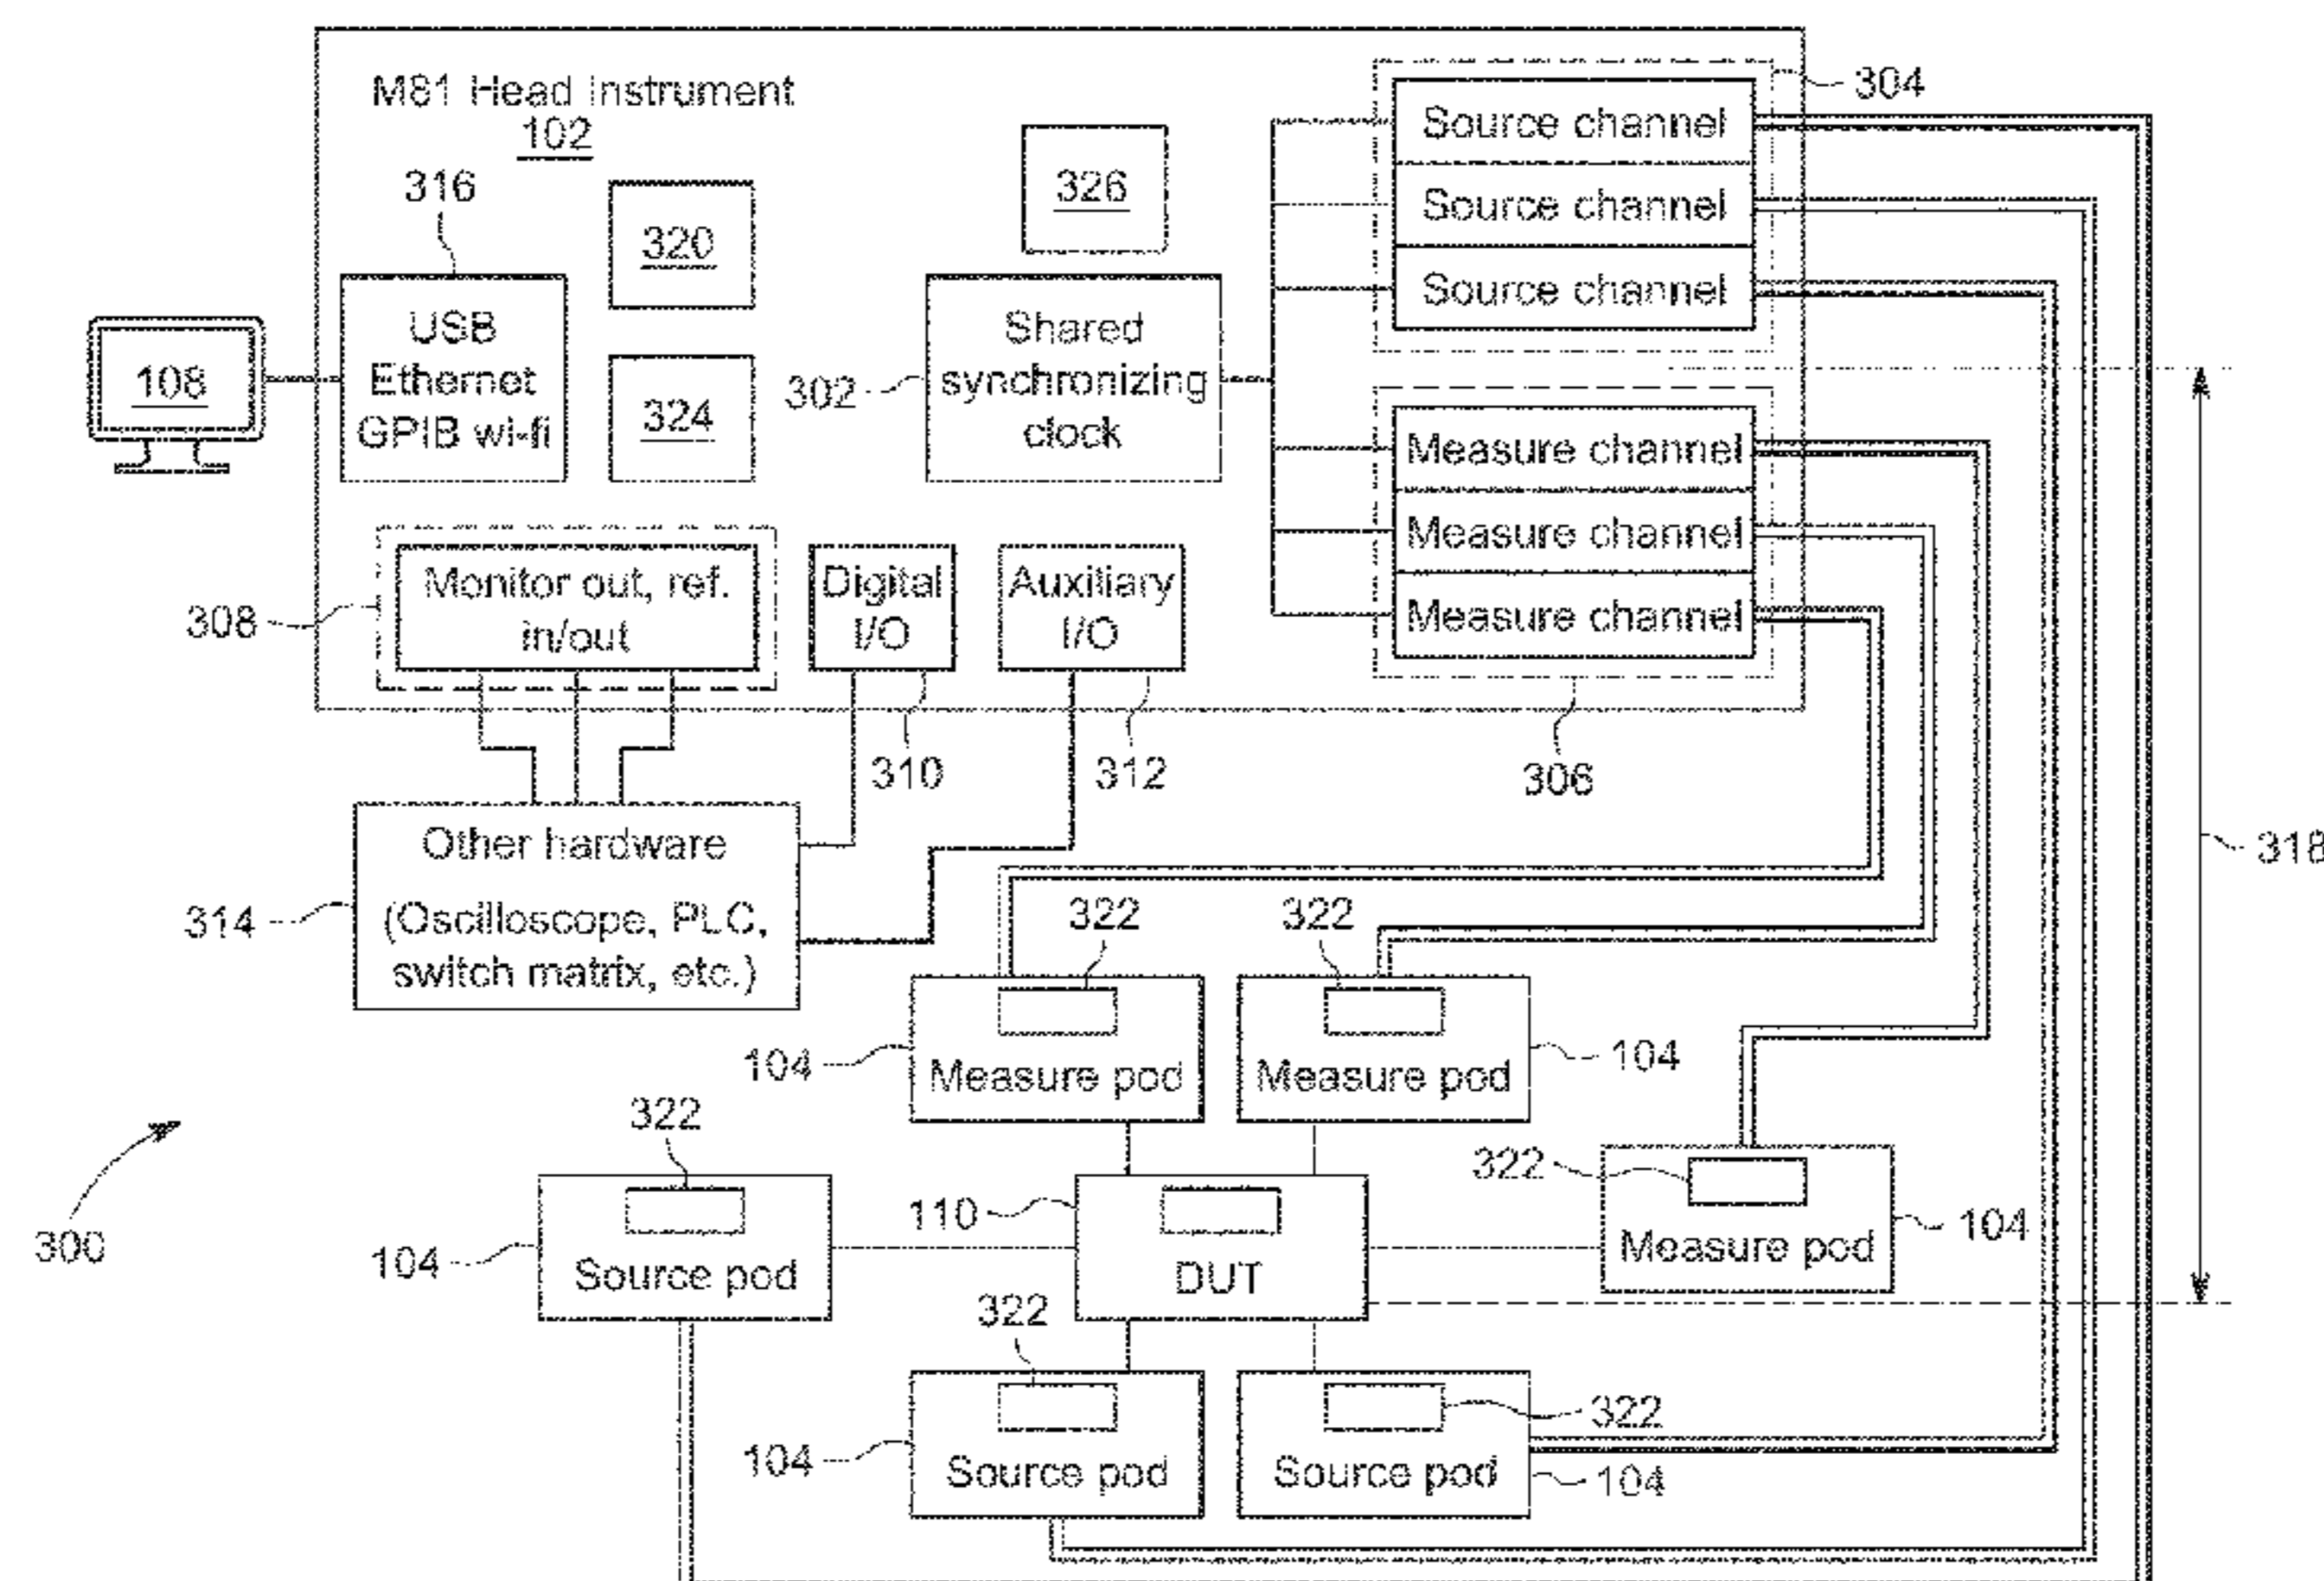 M81 Head instrument
102
304
Source channel
Source channel
Source channel
316
320
326
108
USB
Ethernet
GPIB wi-fi
324
302
Shared
synchronizing
clock
Measure channel
Measure channel
Measure channel
308
Monitor out, ref.
in/out
Digital
I/O
Auxiliary
I/O
310
312
306
318
314
Other hardware
(Oscilloscope, PLC,
switch matrix, etc.)
322
322
104
Measure pod
Measure pod
104
300
322
104
Source pod
110
DUT
322
Measure pod
104
322
104
Source pod
322
Source pod
104